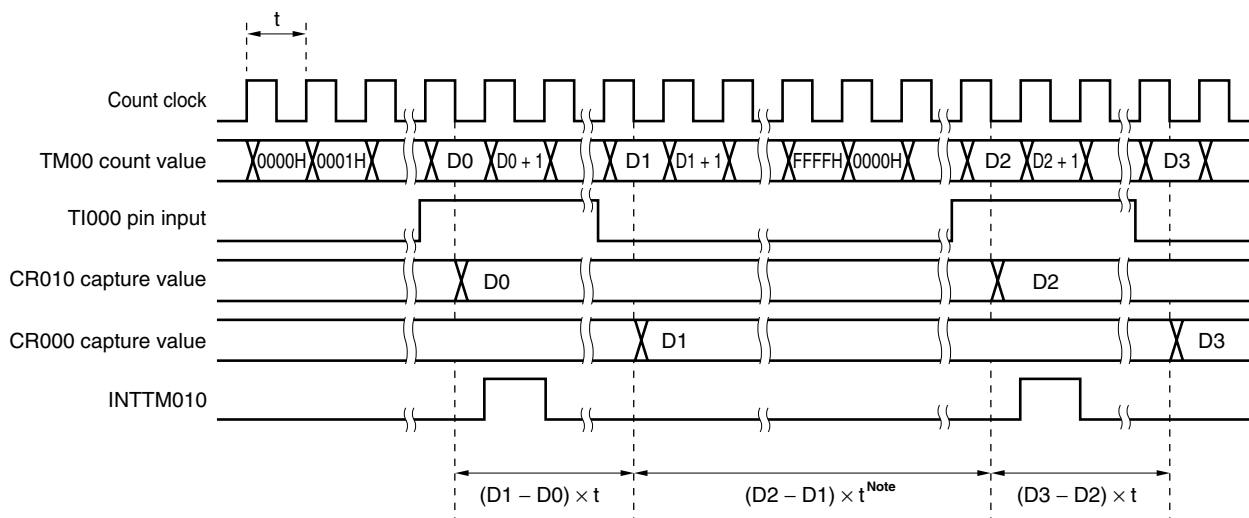 t
Count clock
TM00 count value 0000H 0001H D0 D0 + 1 D1 D1 + 1 FFFFH 0000H D2 D2 + 1 D3
TI000 pin input
CR010 capture value D0 D2
CR000 capture value D1 D3
INTTM010
(D1 − D0) × t (D2 − D1) × t Note (D3 − D2) × t